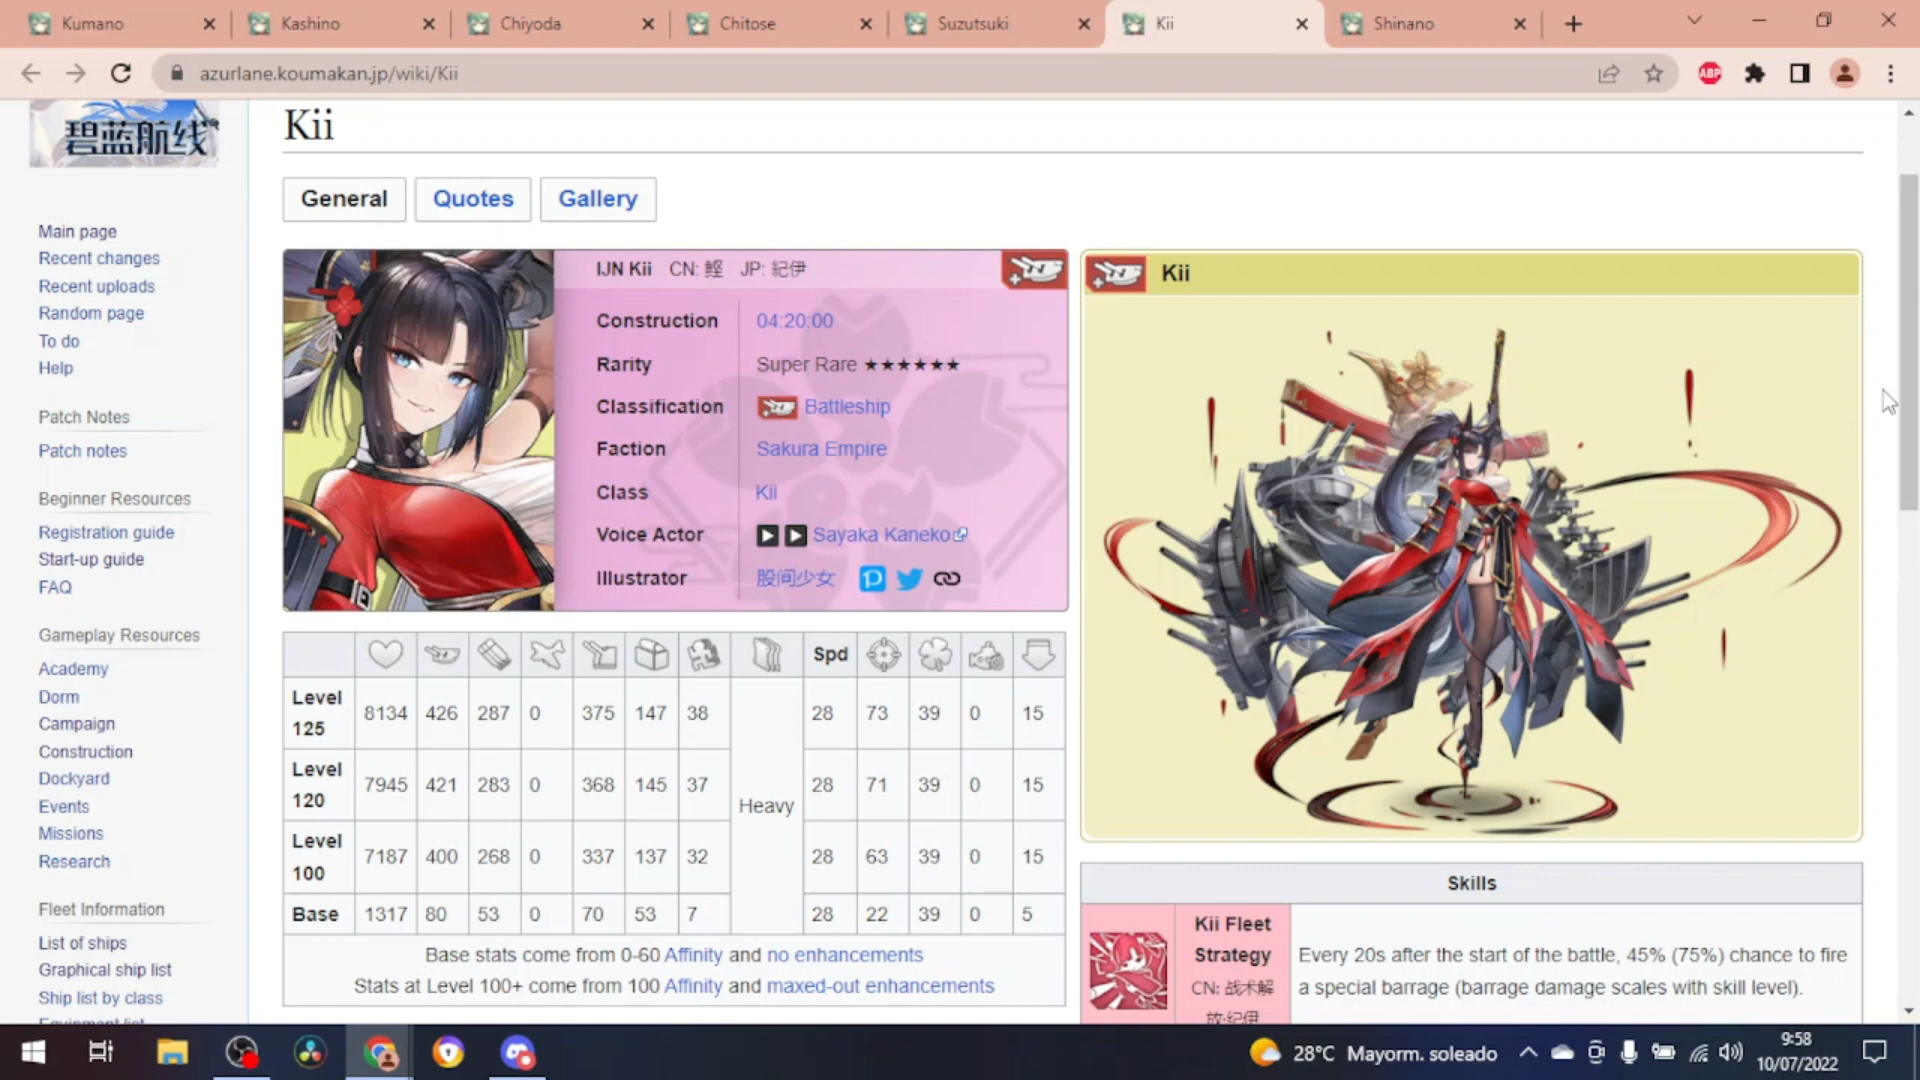 Kumano
Kashino
Chiyoda
Chitose
Suzutsuki
Kii
Shinano
azurlane.koumakan.jp/wiki/Kii
ABP
碧蓝航线
Main page
Recent changes
Recent uploads
Random page
To do
Help
Patch Notes
Patch notes
Beginner Resources
Registration guide
Start-up guide
FAQ
Gameplay Resources
Academy
Dorm
Campaign
Construction
Dockyard
Events
Missions
Research
Fleet Information
List of ships
Graphical ship list
Ship list by class
Equipment list
Kii
General Quotes Gallery
IJN Kii CN: 鲣 JP: 紀伊
Construction 04:20:00
Rarity Super Rare ★★★★★★
Classification Battleship
Faction Sakura Empire
Class Kii
Voice Actor Sayaka Kaneko
Illustrator 股间少女
Spd
Level 125 8134 426 287 0 375 147 38 28 73 39 0 15
Level 120 7945 421 283 0 368 145 37 Heavy 28 71 39 0 15
Level 100 7187 400 268 0 337 137 32 28 63 39 0 15
Base 1317 80 53 0 70 53 7 28 22 39 0 5
Base stats come from 0-60 Affinity and no enhancements
Stats at Level 100+ come from 100 Affinity and maxed-out enhancements
Kii
Skills
Kii Fleet
Strategy
CN: 战术解
放·纪伊
Every 20s after the start of the battle, 45% (75%) chance to fire
a special barrage (barrage damage scales with skill level).
28°C Mayorm. soleado
9:58
10/07/2022